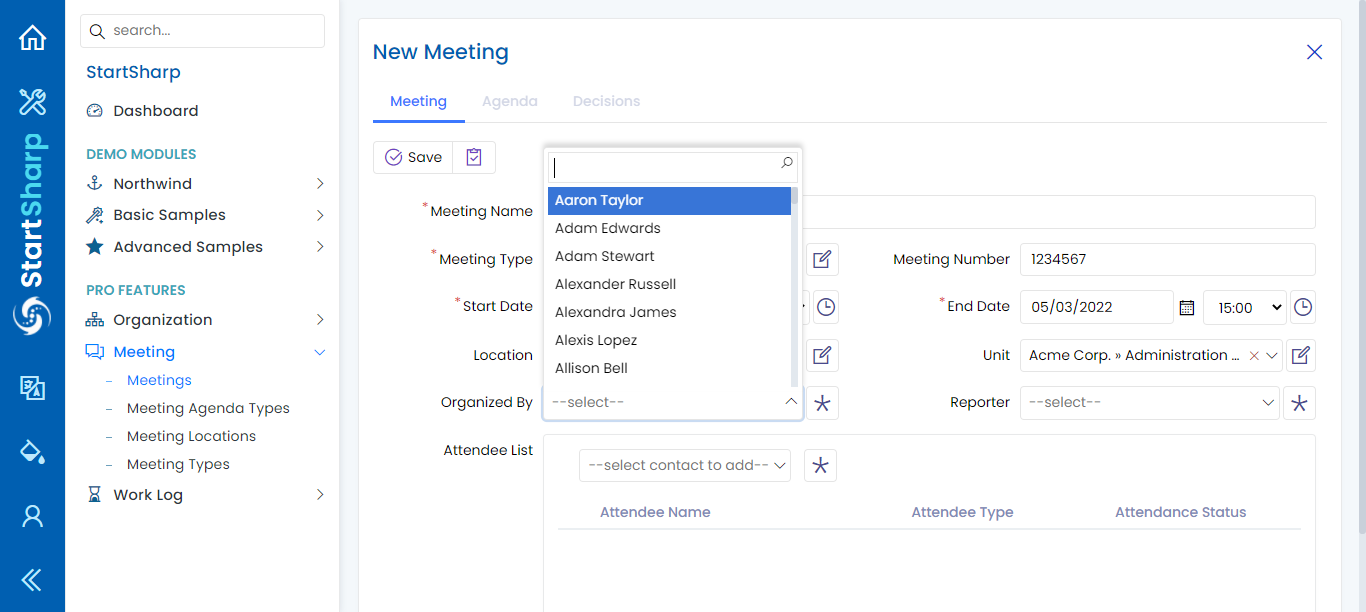 search...
StartSharp
StartSharp
Dashboard
DEMO MODULES
Northwind
Basic Samples
Advanced Samples
PRO FEATURES
Organization
Meeting
Meetings
Meeting Agenda Types
Meeting Locations
Meeting Types
Work Log
New Meeting
Meeting Agenda Decisions
Save
*Meeting Name
*Meeting Type
Meeting Number 1234567
*Start Date
*End Date 05/03/2022 15:00
Location
Unit Acme Corp. » Administration ...
Aaron Taylor
Adam Edwards
Adam Stewart
Alexander Russell
Alexandra James
Alexis Lopez
Allison Bell
Organized By --select--
Reporter --select--
Attendee List
--select contact to add--
Attendee Name Attendee Type Attendance Status